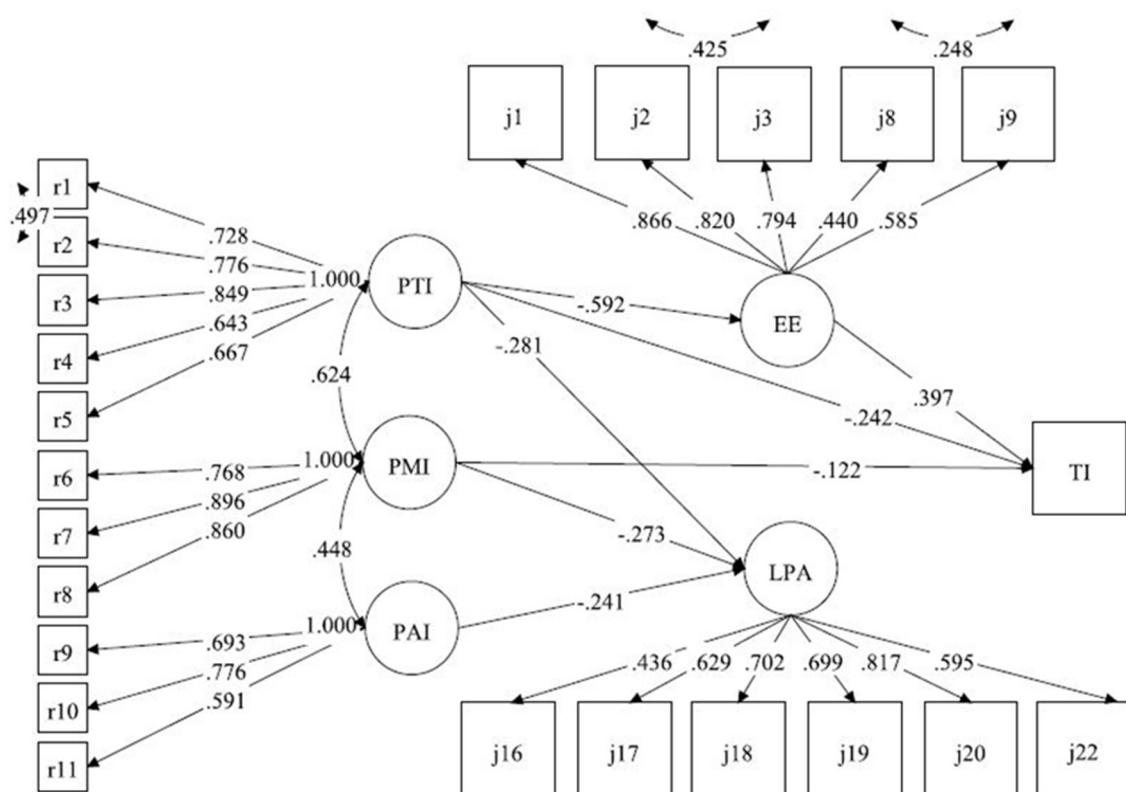 .425
.248
j1
j2
j3
j8
j9
r1
.497
r2
r3
r4
r5
r6
r7
r8
r9
r10
r11
.728
.776
.849
.643
.667
1.000
PTI
.866
.820
.794
.440
.585
-.592
EE
-.281
.624
.397
-.242
.768
.896
.860
1.000
PMI
-.122
TI
-.273
.448
LPA
-.241
.693
.776
.591
1.000
PAI
.436
.629
.702
.699
.817
.595
j16
j17
j18
j19
j20
j22